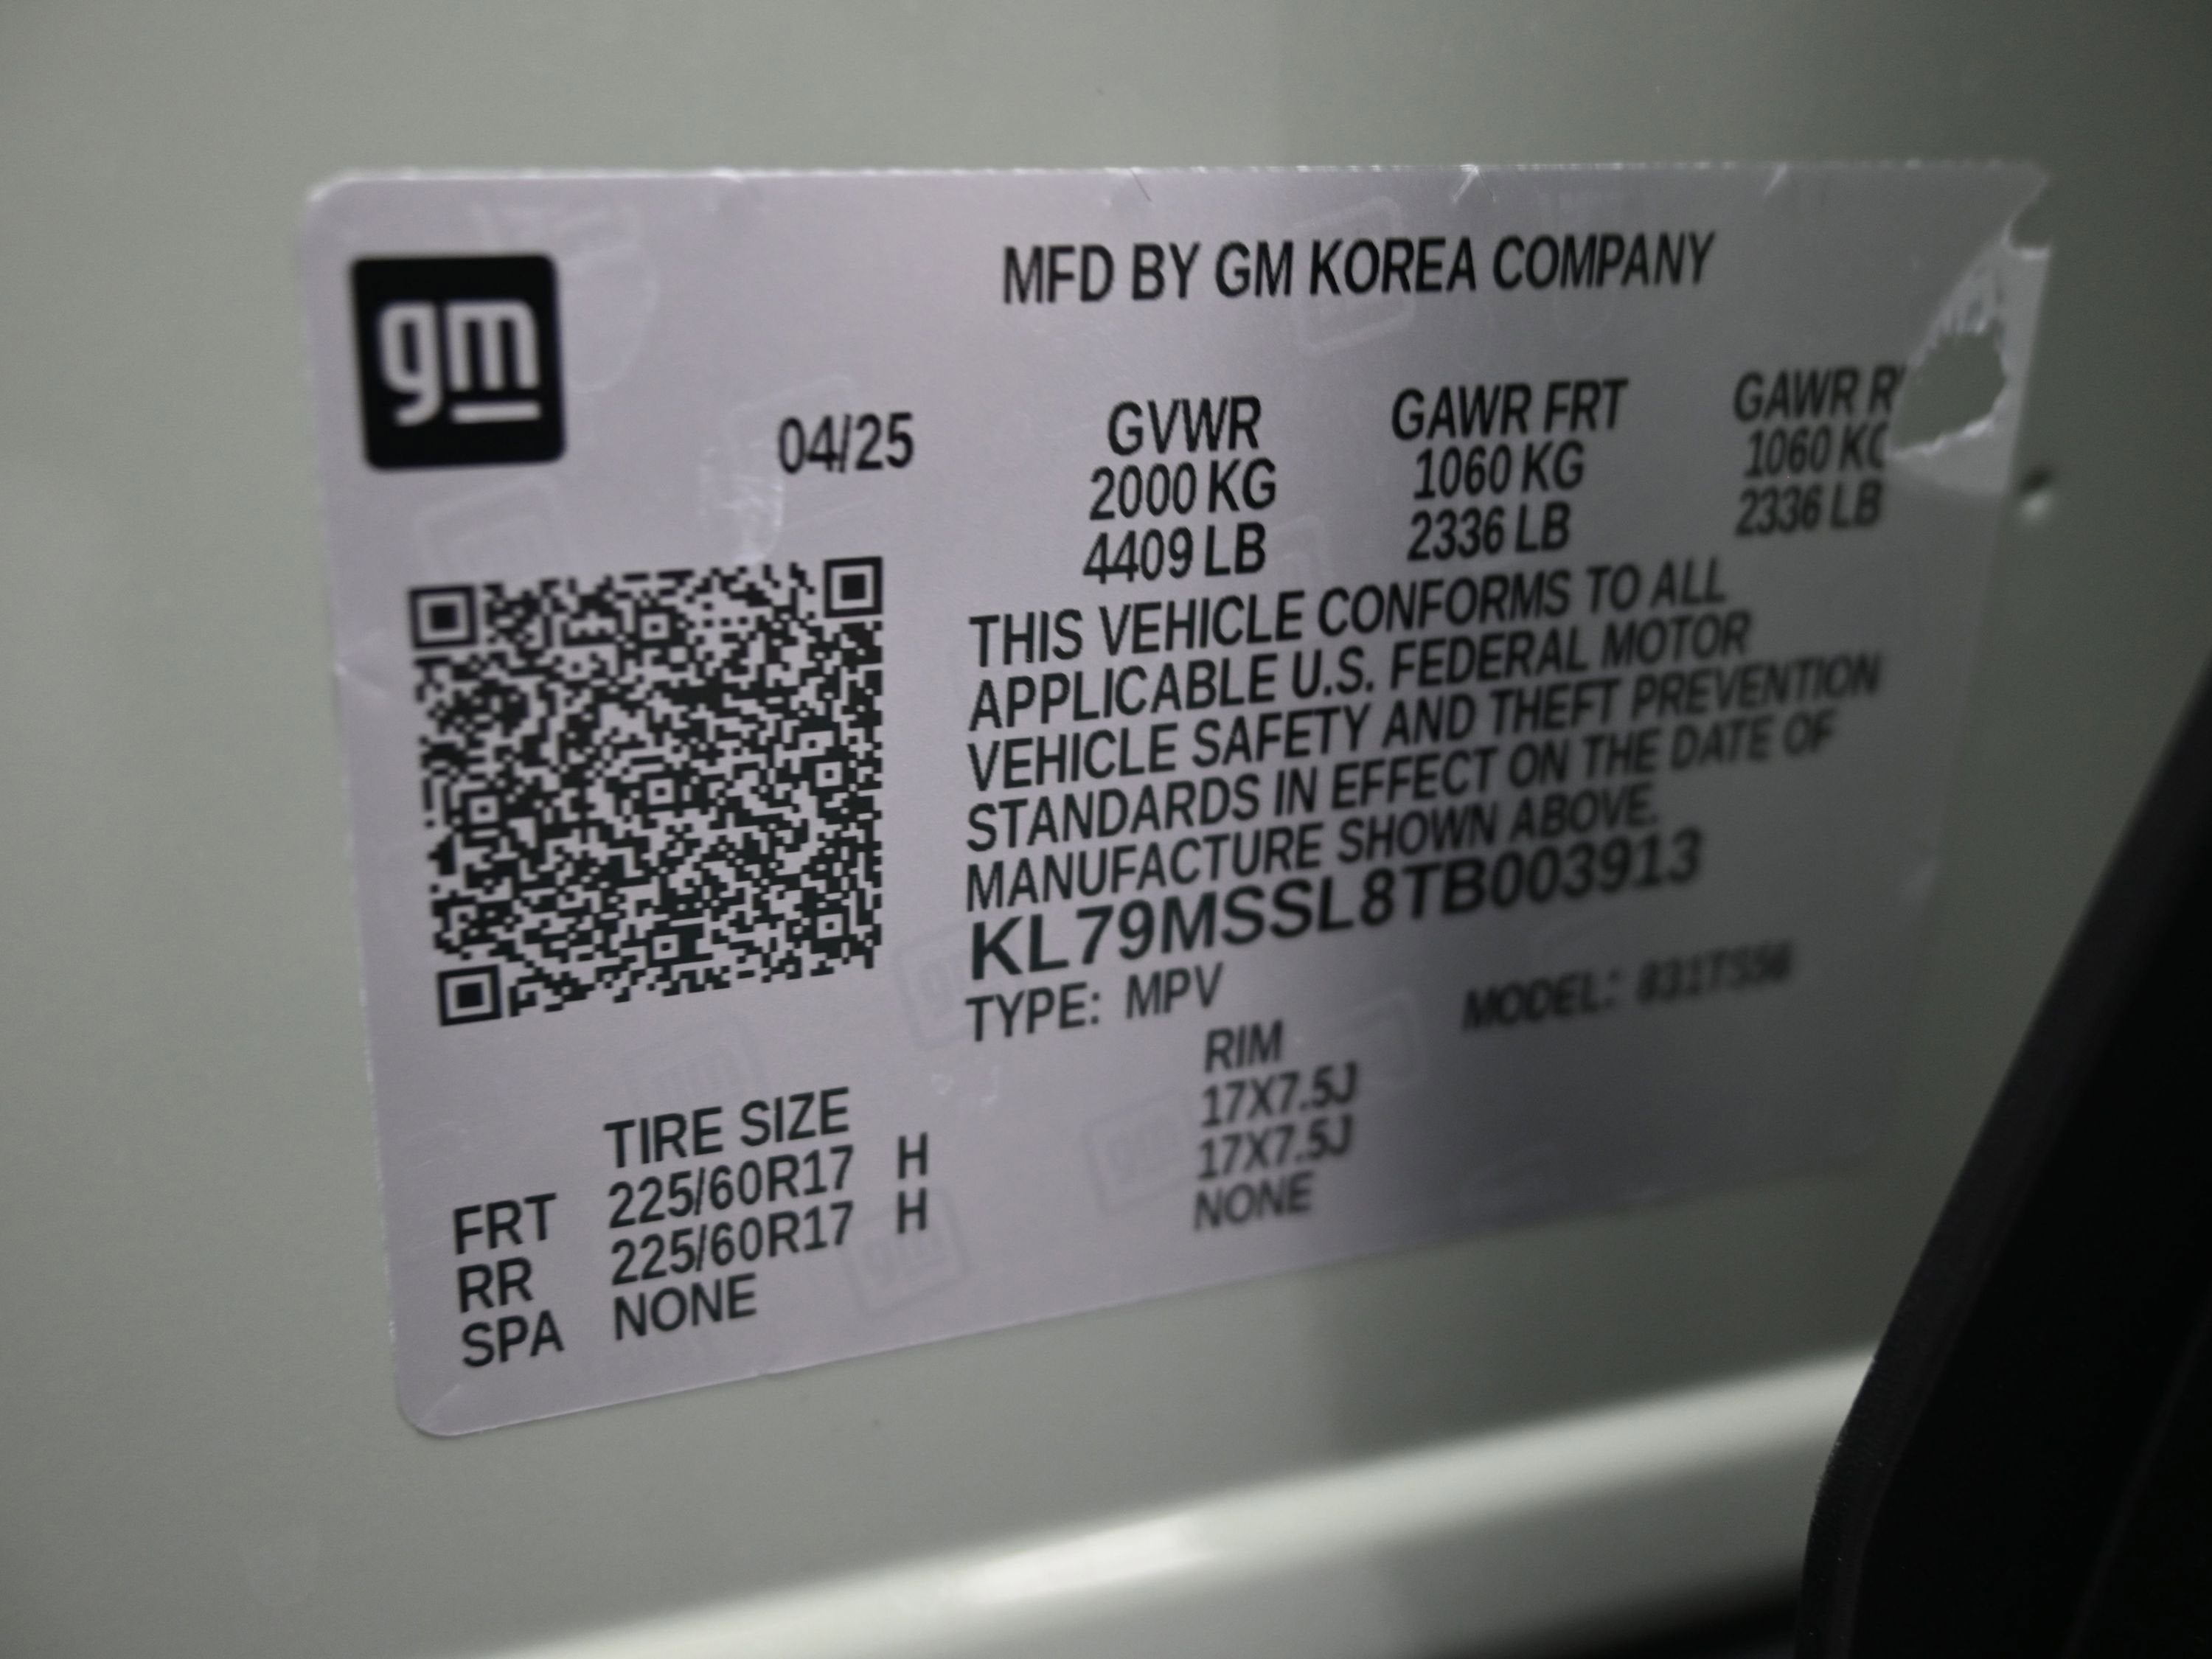 gm
MFD BY GM KOREA COMPANY
04/25
GVWR GAWR FRT GAWR
2000 KG 1060 KG 1060
4409 LB 2336 LB 2336 LB
THIS VEHICLE CONFORMS TO ALL
APPLICABLE U.S. FEDERAL MOTOR
VEHICLE SAFETY AND THEFT PREVENTION
STANDARDS IN EFFECT ON THE DATE OF
MANUFACTURE SHOWN ABOVE.
KL79MSSL8TB003913
TYPE: MPV MODEL: 831TS56
TIRE SIZE RIM
FRT 225/60R17 H 17X7.5J
RR 225/60R17 H 17X7.5J
SPA NONE NONE